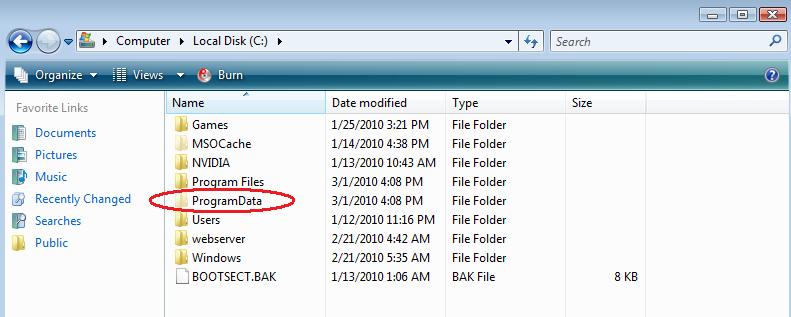 Computer Local Disk (C:) Search
Organize Views Burn
Favorite Links
Documents
Pictures
Music
Recently Changed
Searches
Public
Name Date modified Type Size
Games 1/25/2010 3:21 PM File Folder
MSOCache 1/14/2010 4:38 PM File Folder
NVIDIA 1/13/2010 10:43 AM File Folder
Program Files 3/1/2010 4:08 PM File Folder
ProgramData 3/1/2010 4:08 PM File Folder
Users 1/12/2010 11:16 PM File Folder
webserver 2/21/2010 4:42 AM File Folder
Windows 2/21/2010 5:35 AM File Folder
BOOTSECT.BAK 1/13/2010 1:06 AM BAK File 8 KB